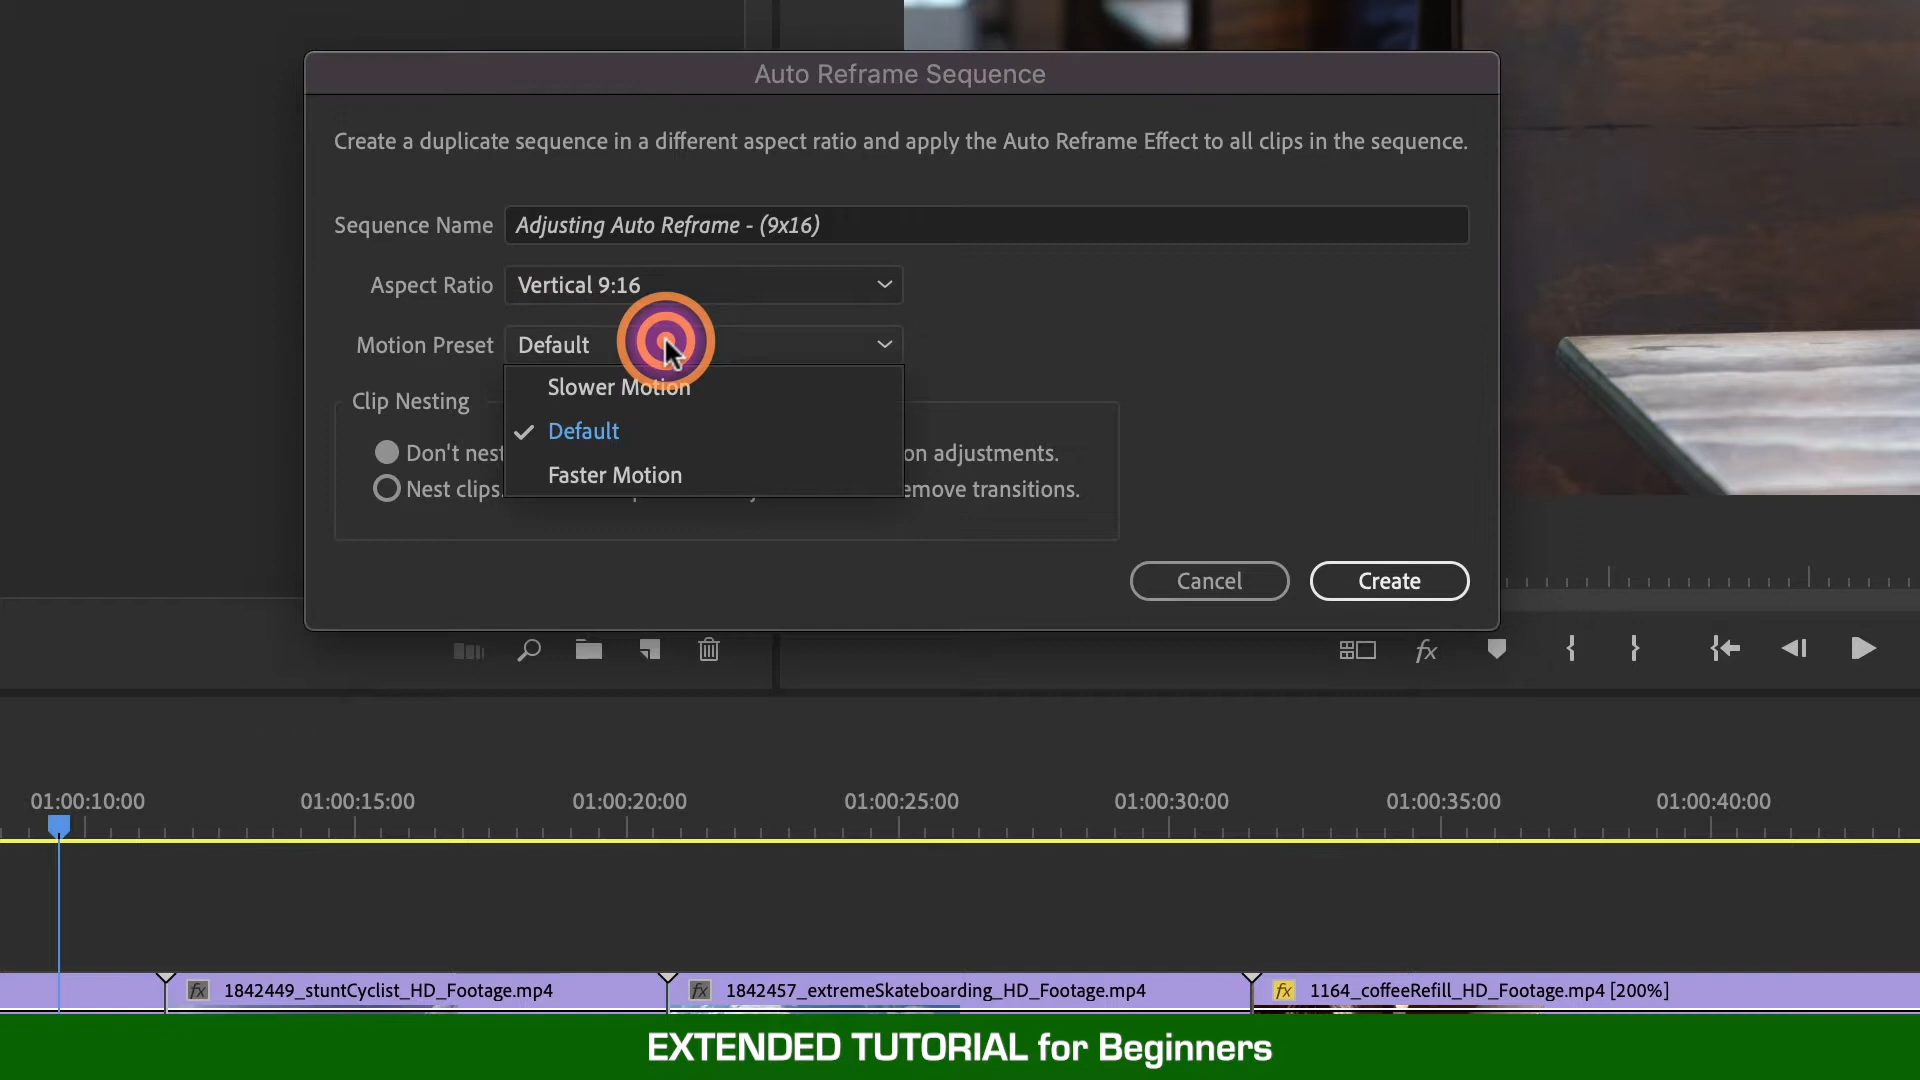 Auto Reframe Sequence
Create a duplicate sequence in a different aspect ratio and apply the Auto Reframe Effect to all clips in the sequence.
Sequence Name Adjusting Auto Reframe - (9x16)
Aspect Ratio Vertical 9:16
Motion Preset Default
Slower Motion
Clip Nesting
Default
Don't nest on adjustments.
Faster Motion
Nest clips. emove transitions.
Cancel Create
fx
01:00:10:00 01:00:15:00 01:00:20:00 01:00:25:00 01:00:30:00 01:00:35:00 01:00:40:00
fx 1842449_stuntCyclist_HD_Footage.mp4 fx 1842457_extremeSkateboarding_HD_Footage.mp4 fx 1164_coffeeRefill_HD_Footage.mp4 [200%]
EXTENDED TUTORIAL for Beginners